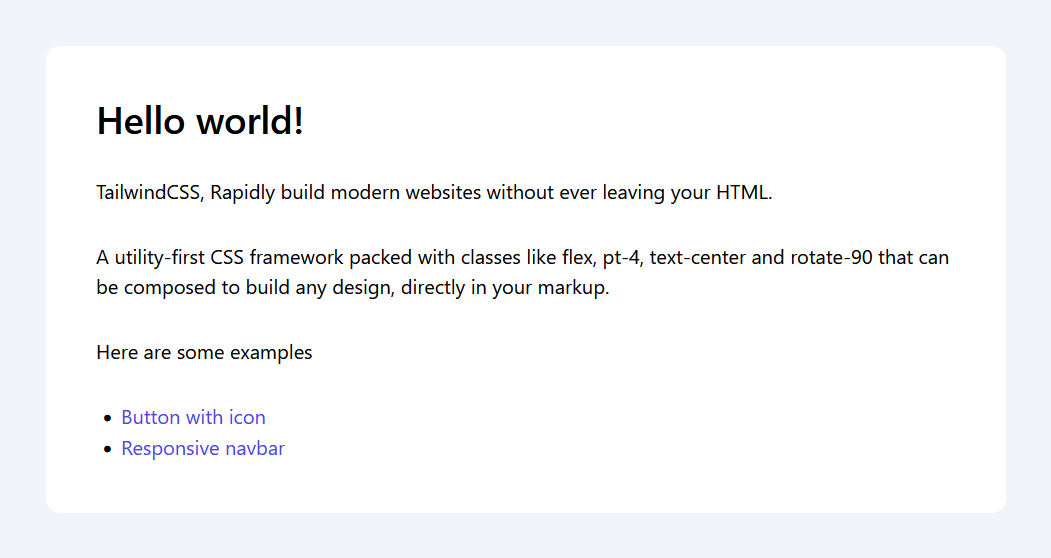 Hello world!
TailwindCSS, Rapidly build modern websites without ever leaving your HTML.
A utility-first CSS framework packed with classes like flex, pt-4, text-center and rotate-90 that can
be composed to build any design, directly in your markup.
Here are some examples
• Button with icon
• Responsive navbar